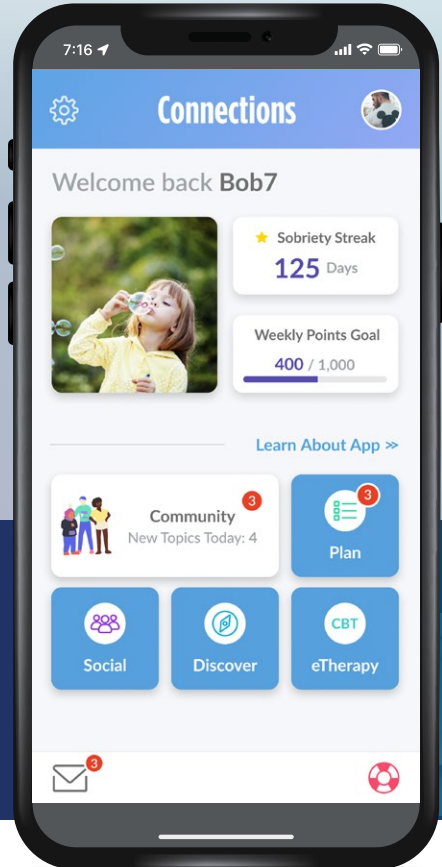 7:16
Connections
Welcome back Bob7
Sobriety Streak
125 Days
Weekly Points Goal
400 / 1,000
Learn About App >>
3
Community
New Topics Today: 4
3
Plan
Social
Discover
CBT
eTherapy
3